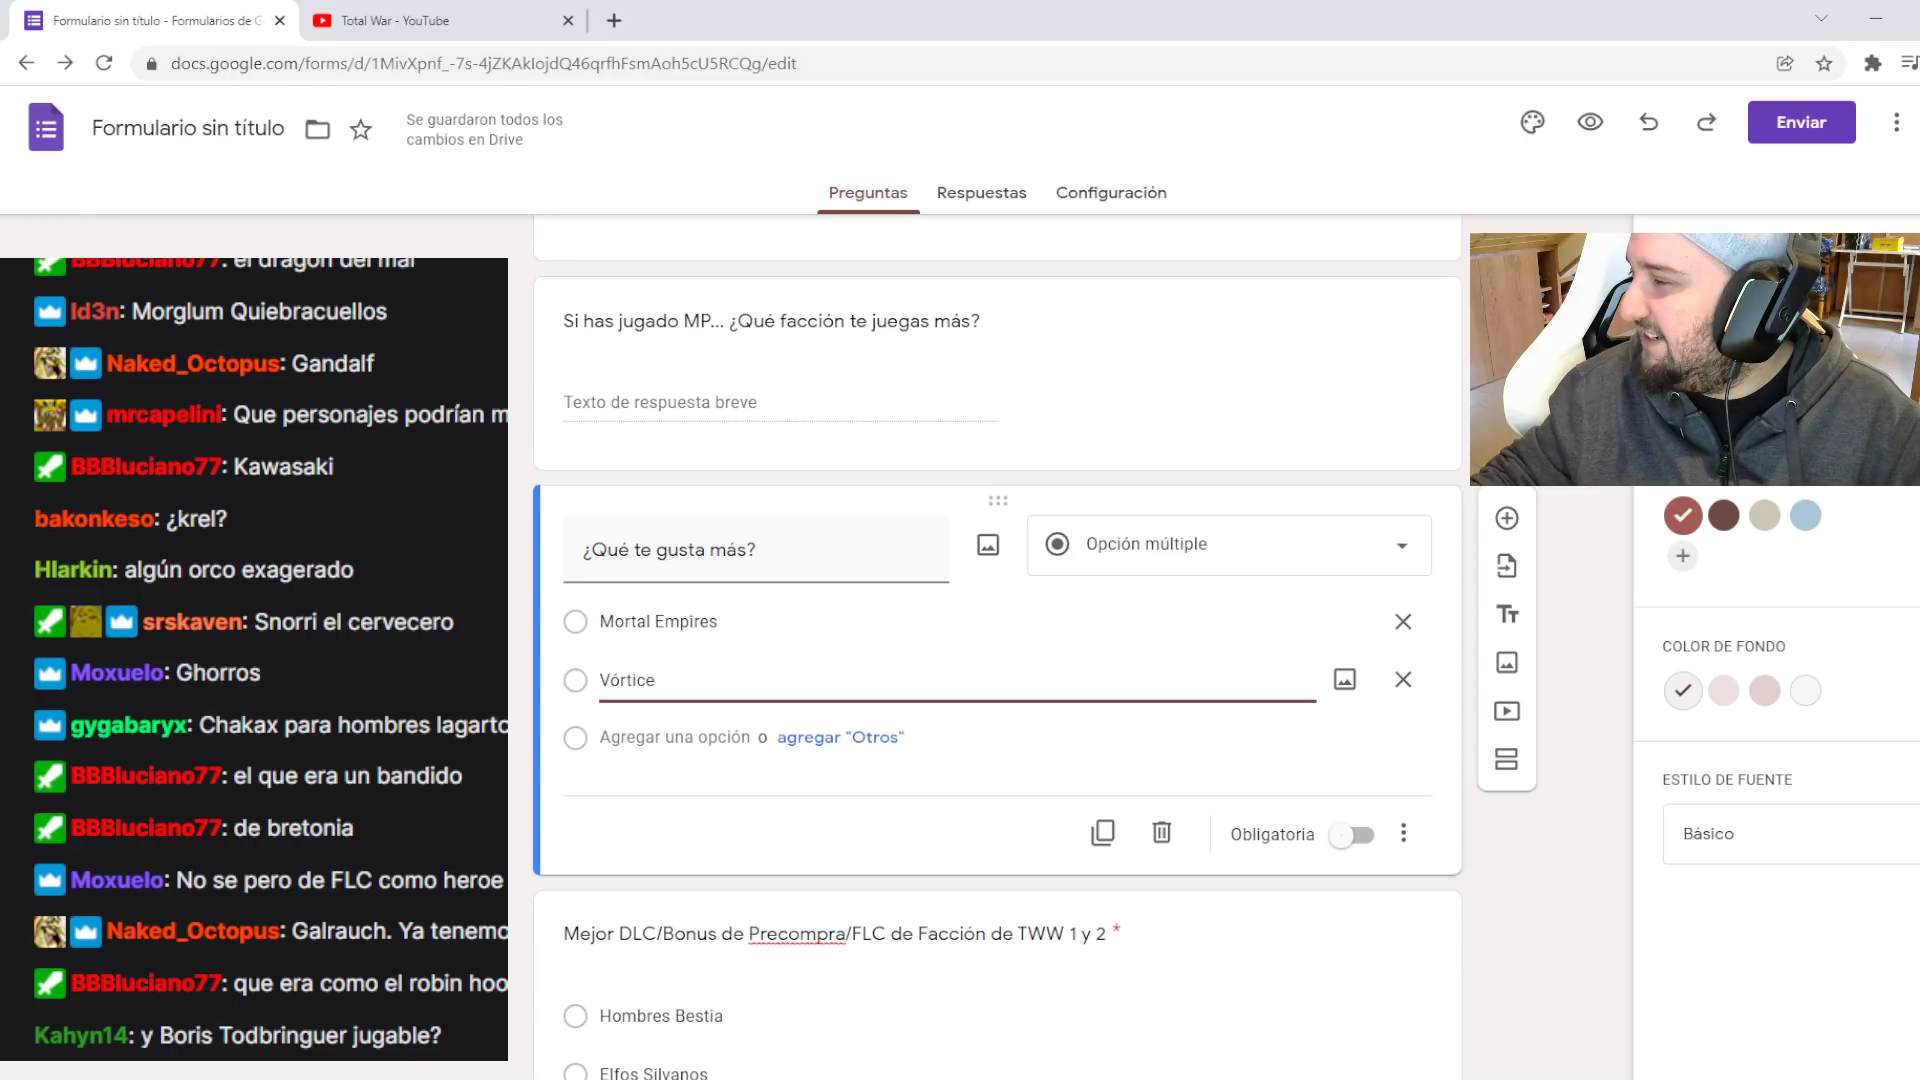 Formulario sin título - Formularios de G
Total War - YouTube
docs.google.com/forms/d/1MivXpnf_-7s-4jZKAkIojdQ46qrfhFsmAoh5cU5RCQg/edit
Formulario sin título
Se guardaron todos los
cambios en Drive
Enviar
Preguntas
Respuestas
Configuración
BBBluciano77: el dragon del mal
Id3n: Morglum Quiebracuellos
Naked_Octopus: Gandalf
mrcapelini: Que personajes podrían m
BBBluciano77: Kawasaki
bakonkeso: ¿krel?
Hlarkin: algún orco exagerado
srskaven: Snorri el cervecero
Moxuelo: Ghorros
gygabaryx: Chakax para hombres lagarto
BBBluciano77: el que era un bandido
BBBluciano77: de bretonia
Moxuelo: No se pero de FLC como heroe
Naked_Octopus: Galrauch. Ya tenemo
BBBluciano77: que era como el robin hoo
Kahyn14: y Boris Todbringuer jugable?
Si has jugado MP... ¿Qué facción te juegas más?
Texto de respuesta breve
¿Qué te gusta más?
Opción múltiple
Mortal Empires
Vórtice
Agregar una opción o agregar "Otros"
Obligatoria
Mejor DLC/Bonus de Precompra/FLC de Facción de TWW 1 y 2 *
Hombres Bestia
Elfos Silvanos
COLOR DE FONDO
ESTILO DE FUENTE
Básico